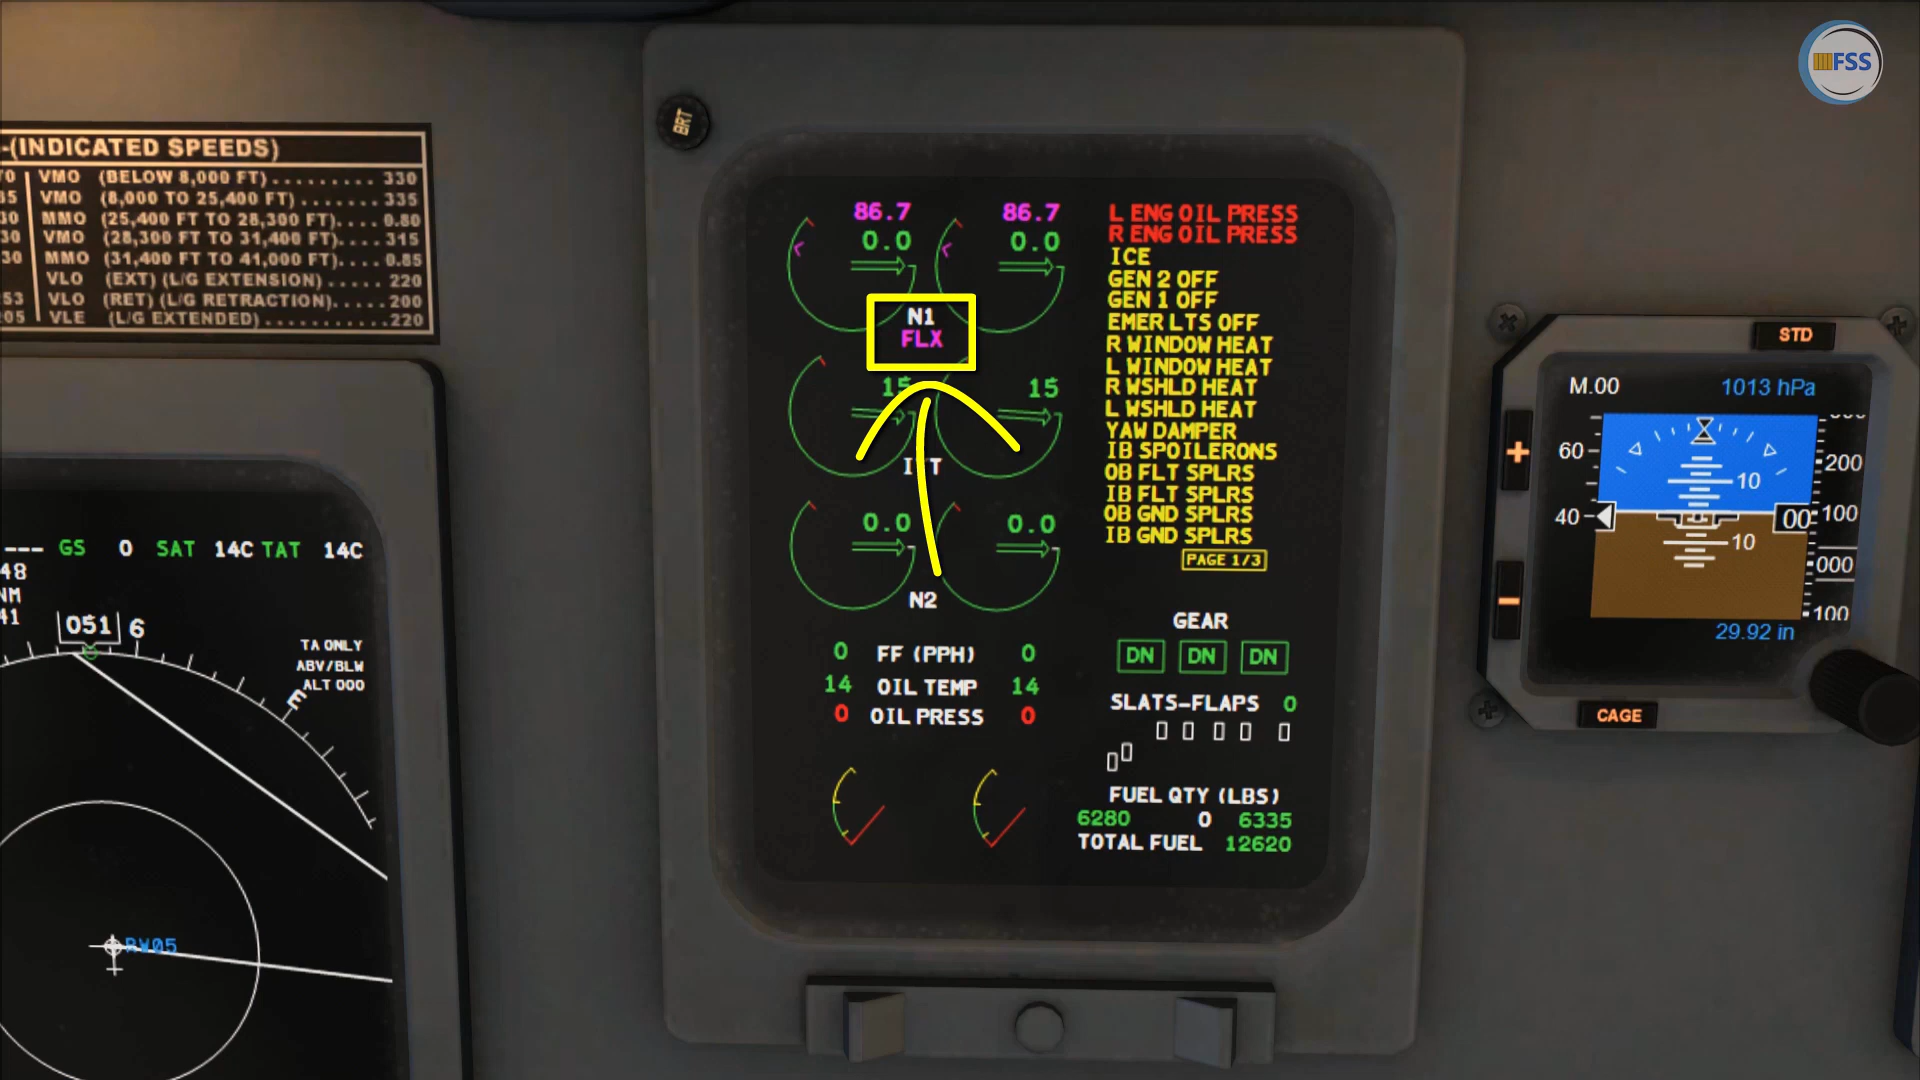 FSS
BRT
-(INDICATED SPEEDS)
VMO (BELOW 8,000 FT)......... 330
VMO (8,000 TO 25,400 FT)....... 335
MMO (25,400 FT TO 28,300 FT).... 0.80
VMO (28,300 FT TO 31,400 FT).... 315
MMO (31,400 FT TO 41,000 FT).... 0.85
VLO (EXT) (L/G EXTENSION)..... 220
VLO (RET) (L/G RETRACTION)..... 200
VLE (L/G EXTENDED)...........220
--- GS 0 SAT 14C TAT 14C
48
NM
41
051 6
TA ONLY
ABV/BLW
ALT 000
E
RW05
86.7 86.7
0.0 0.0
N1
FLX
15 15
0.0 0.0
N2
0 FF (PPH) 0
14 OIL TEMP 14
0 OIL PRESS 0
L ENG OIL PRESS
R ENG OIL PRESS
ICE
GEN 2 OFF
GEN 1 OFF
EMER LTS OFF
R WINDOW HEAT
L WINDOW HEAT
R WSHLD HEAT
L WSHLD HEAT
YAW DAMPER
IB SPOILERONS
OB FLT SPLRS
IB FLT SPLRS
OB GND SPLRS
IB GND SPLRS
PAGE 1/3
GEAR
DN DN DN
SLATS-FLAPS 0
FUEL QTY (LBS)
6280 0 6335
TOTAL FUEL 12620
STD
M.00 1013 hPa
60 200
10
40 00 100
10
000
100
29.92 in
+
-
CAGE